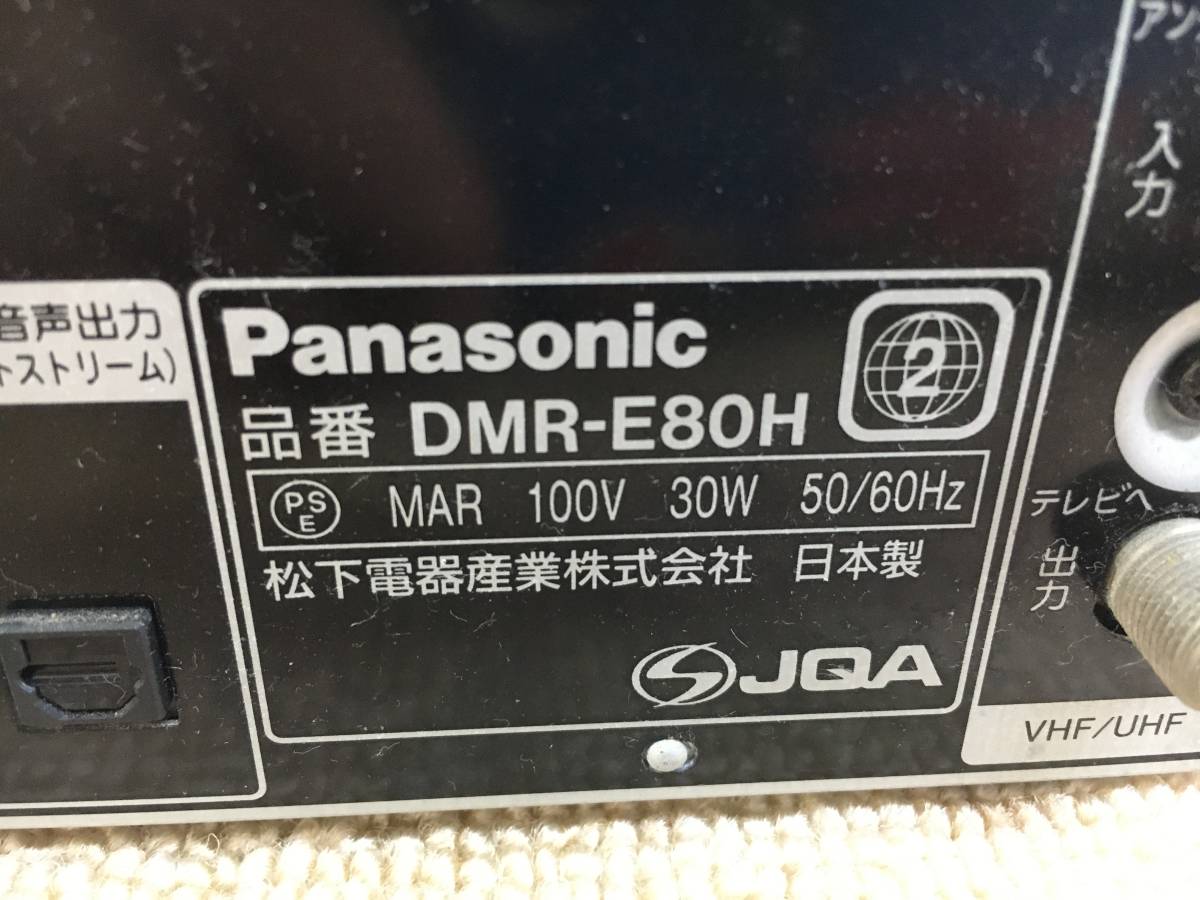 音声出力
トストリーム)
Panasonic
2
品番 DMR-E80H
PSE MAR 100V 30W 50/60Hz
松下電器産業株式会社 日本製
JQA
アン
入力
テレビへ
出力
VHF/UHF